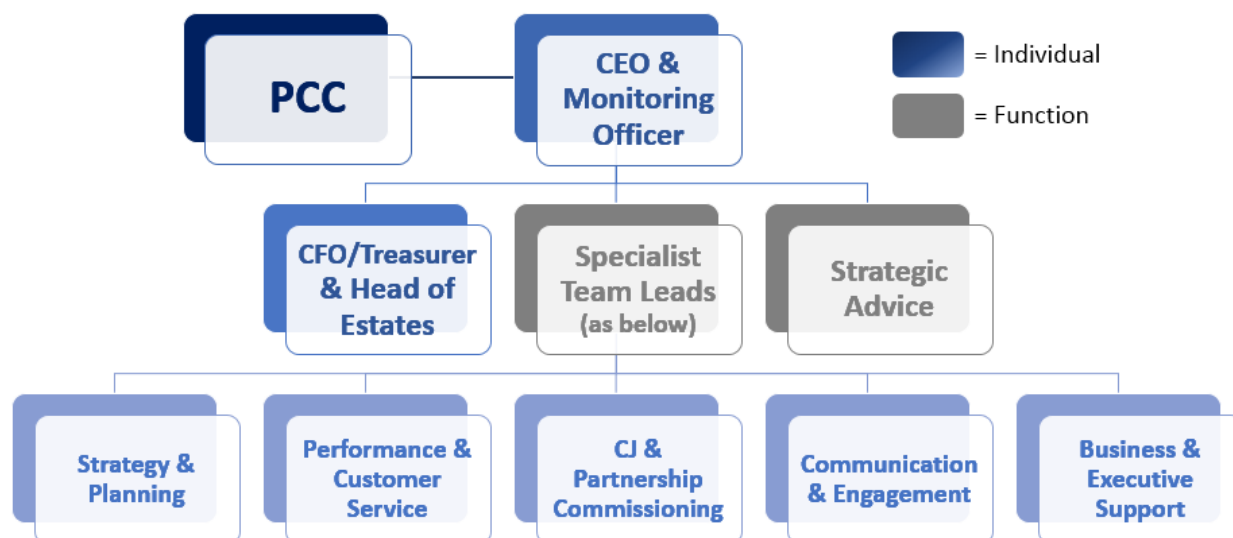 PCC
CEO &
Monitoring
Officer
= Individual
= Function
CFO/Treasurer
& Head of
Estates
Specialist
Team Leads
(as below)
Strategic
Advice
Strategy &
Planning
Performance &
Customer
Service
CJ &
Partnership
Commissioning
Communication
& Engagement
Business &
Executive
Support